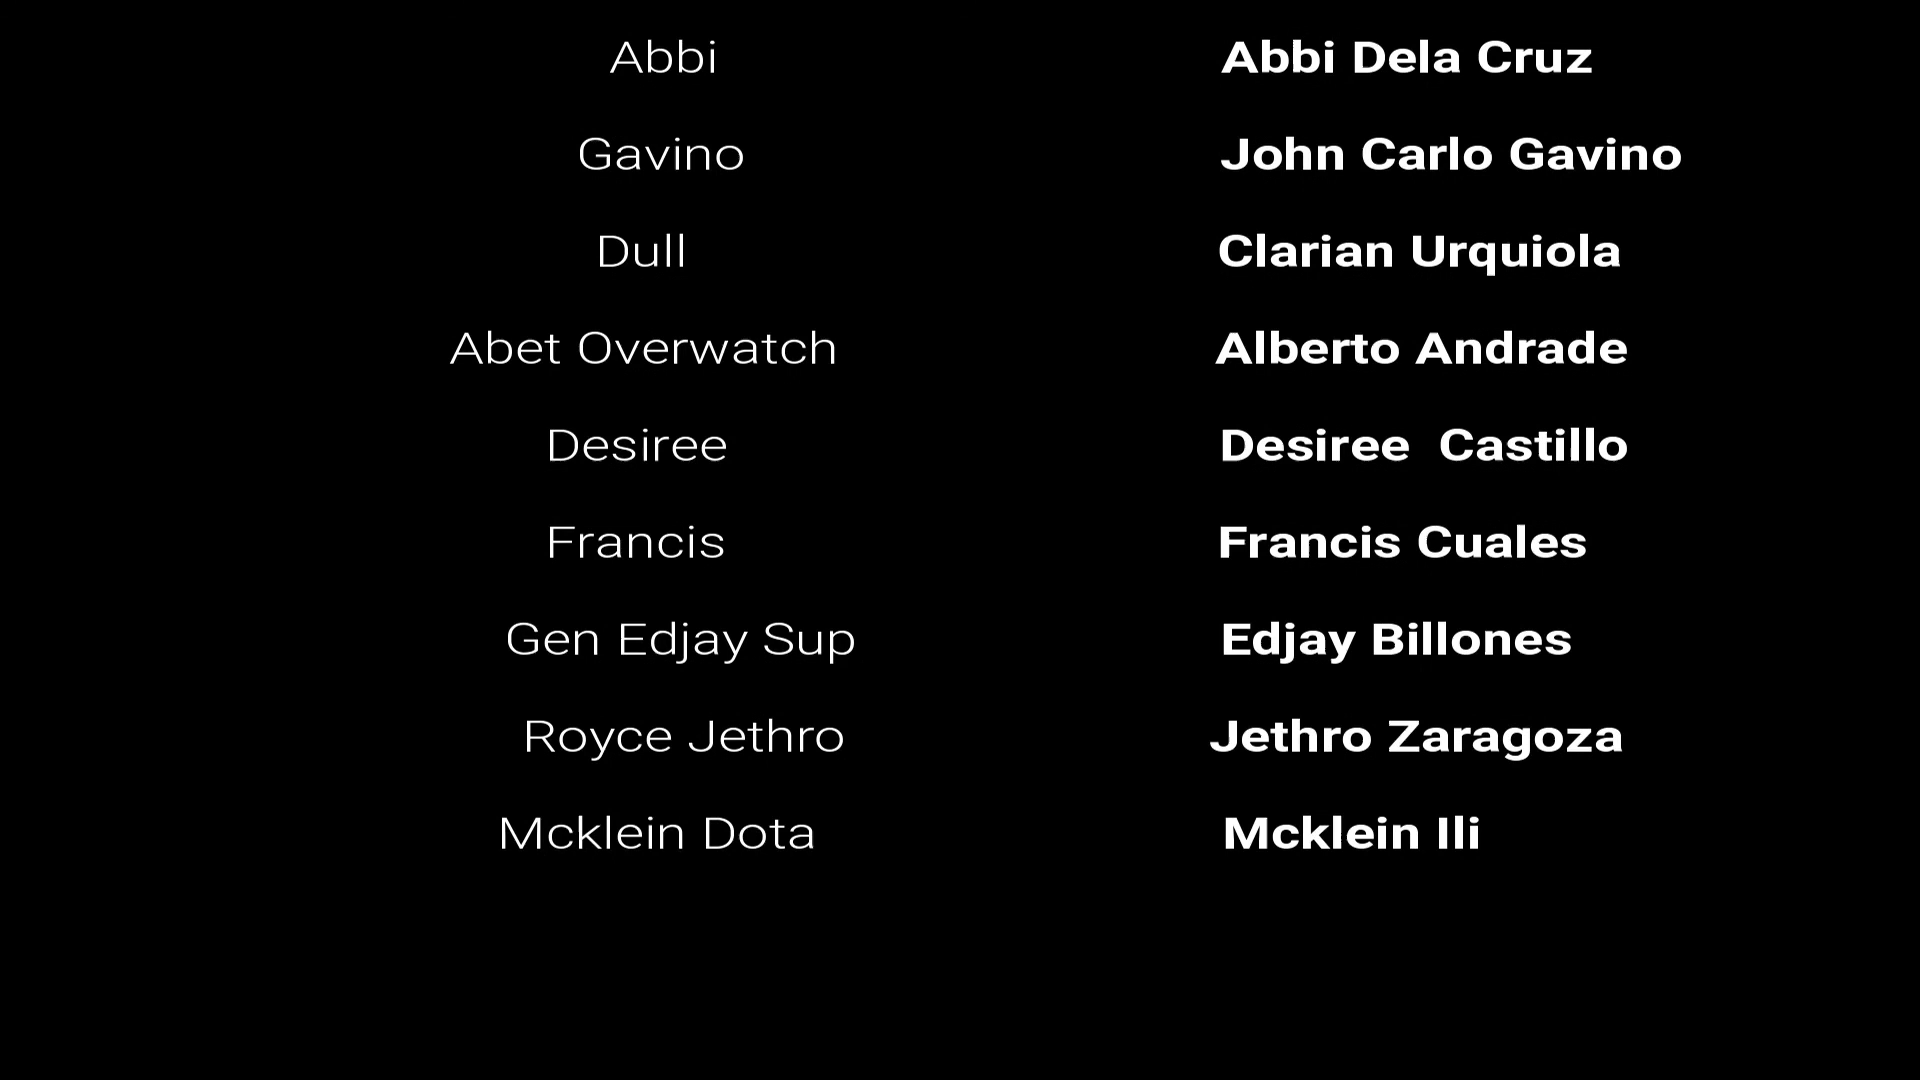 Abbi Abbi Dela Cruz
Gavino John Carlo Gavino
Dull Clarian Urquiola
Abet Overwatch Alberto Andrade
Desiree Desiree Castillo
Francis Francis Cuales
Gen Edjay Sup Edjay Billones
Royce Jethro Jethro Zaragoza
Mcklein Dota Mcklein Ili